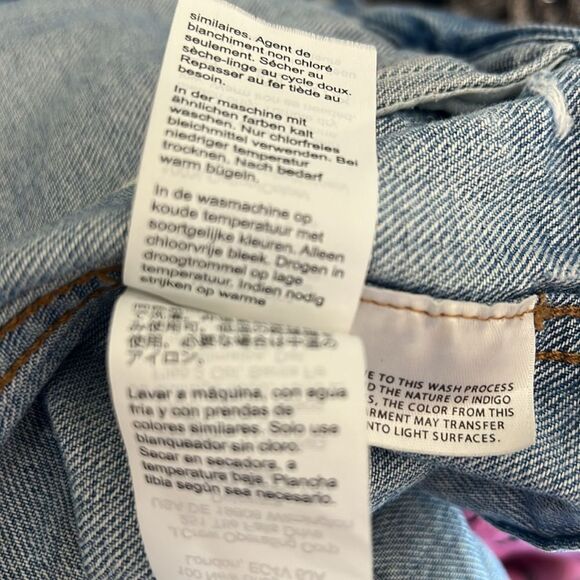 similaires. Agent de
blanchiment non chloré
seulement. Sécher au
sèche-linge au cycle doux.
Repasser au fer tiède au
besoin.
In der maschine mit
ähnlichen farben kalt
waschen. Nur chlorfreies
bleichmittel verwenden. Bei
niedriger temperatur
trocknen. Nach bedarf
warm bügeln.
In de wasmachine op
koude temperatuur met
soortgelijke kleuren. Alleen
chloorvrije bleek. Drogen in
droogtrommel op lage
temperatuur. Indien nodig
strijken op warme
アイロン。
Lavar a máquina, con agua
fría y con prendas de
colores similares. Solo use
blanqueador sin cloro.
Secar en secadora, a
temperatura baja. Plancha
tibia según sea necesario.
E TO THIS WASH PROCESS
D THE NATURE OF INDIGO
S, THE COLOR FROM THIS
ARMENT MAY TRANSFER
NTO LIGHT SURFACES.